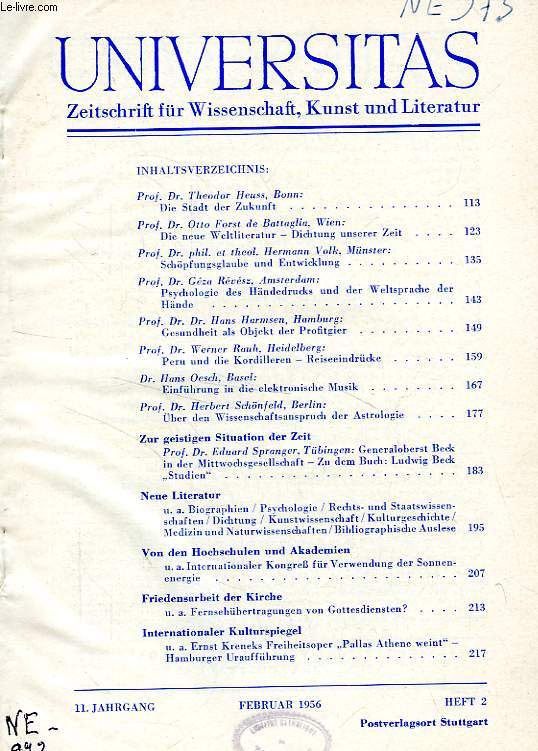 Le-livre.com
NE 973
UNIVERSITAS
Zeitschrift für Wissenschaft, Kunst und Literatur
INHALTSVERZEICHNIS:
Prof. Dr. Theodor Heuss, Bonn:
Die Stadt der Zukunft . . . . . . . . . . . . . . . 113
Prof. Dr. Otto Forst de Battaglia, Wien:
Die neue Weltliteratur – Dichtung unserer Zeit . . . . 123
Prof. Dr. phil. et theol. Hermann Volk, Münster:
Schöpfungsglaube und Entwicklung . . . . . . . . . . 135
Prof. Dr. Géza Révész, Amsterdam:
Psychologie des Händedrucks und der Weltsprache der
Hände . . . . . . . . . . . . . . . . . . . . . 143
Prof. Dr. Dr. Hans Harmsen, Hamburg:
Gesundheit als Objekt der Profitgier . . . . . . . . . 149
Prof. Dr. Werner Rauh, Heidelberg:
Peru und die Kordilleren – Reiseeindrücke . . . . . . 159
Dr. Hans Oesch, Basel:
Einführung in die elektronische Musik . . . . . . . . 167
Prof. Dr. Herbert Schönfeld, Berlin:
Über den Wissenschaftsanspruch der Astrologie . . . . 177
Zur geistigen Situation der Zeit
Prof. Dr. Eduard Spranger, Tübingen: Generaloberst Beck
in der Mittwochsgesellschaft – Zu dem Buch: Ludwig Beck
„Studien“ . . . . . . . . . . . . . . . . . . . . 183
Neue Literatur
u. a. Biographien / Psychologie / Rechts- und Staatswissen-
schaften / Dichtung / Kunstwissenschaft / Kulturgeschichte /
Medizin und Naturwissenschaften / Bibliographische Auslese 195
Von den Hochschulen und Akademien
u. a. Internationaler Kongreß für Verwendung der Sonnen-
energie . . . . . . . . . . . . . . . . . . . . 207
Friedensarbeit der Kirche
u. a. Fernsehübertragungen von Gottesdiensten? . . . . 213
Internationaler Kulturspiegel
u. a. Ernst Kreneks Freiheitsoper „Pallas Athene weint“ –
Hamburger Uraufführung . . . . . . . . . . . . . 217
11. JAHRGANG FEBRUAR 1956 HEFT 2
Postverlagsort Stuttgart
NE -